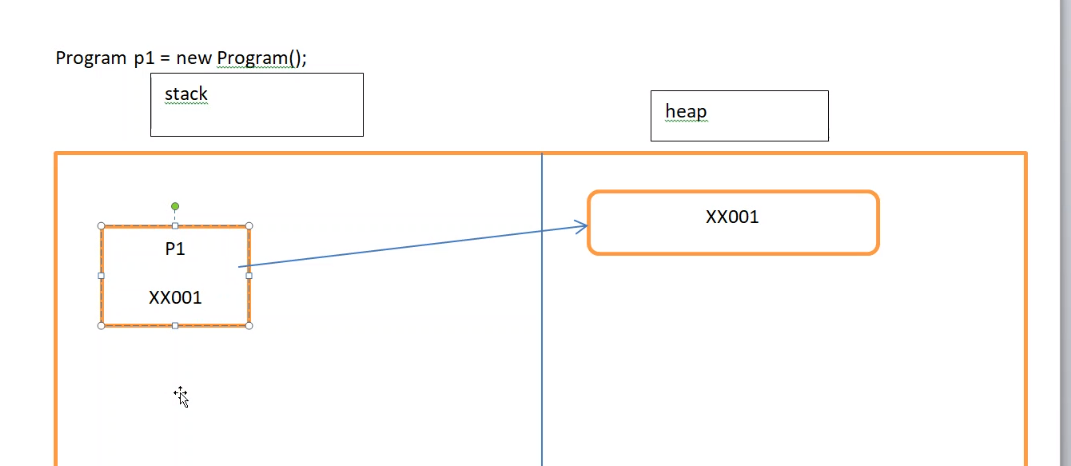 Program p1 = new Program();
stack
heap
XX001
P1
XX001